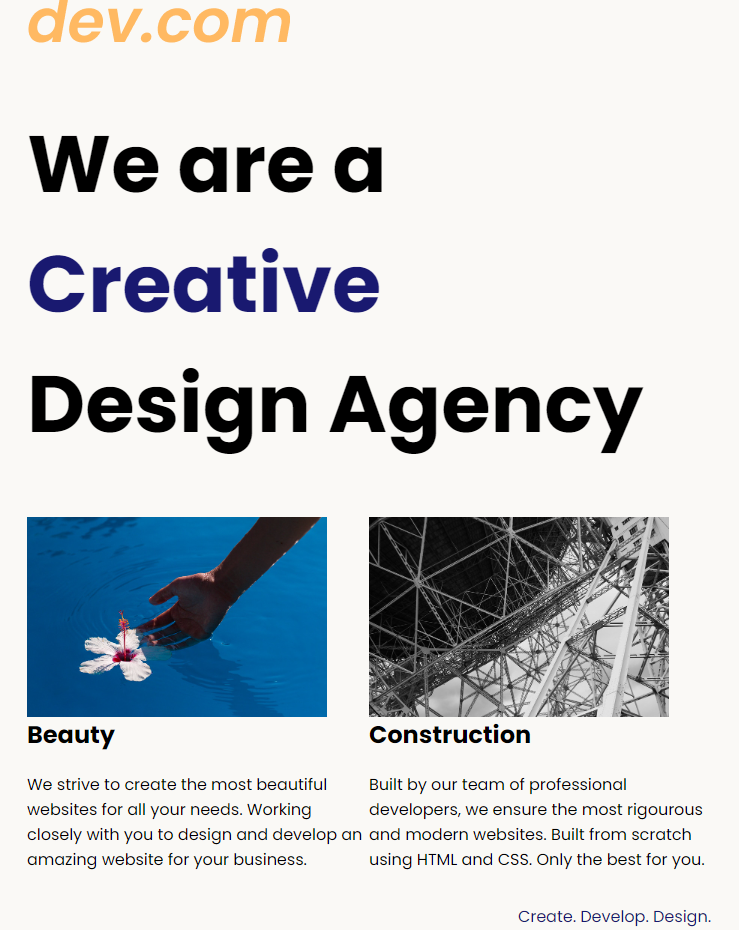 dev.com
We are a
Creative
Design Agency
Beauty
We strive to create the most beautiful
websites for all your needs. Working
closely with you to design and develop an
amazing website for your business.
Construction
Built by our team of professional
developers, we ensure the most rigourous
and modern websites. Built from scratch
using HTML and CSS. Only the best for you.
Create. Develop. Design.